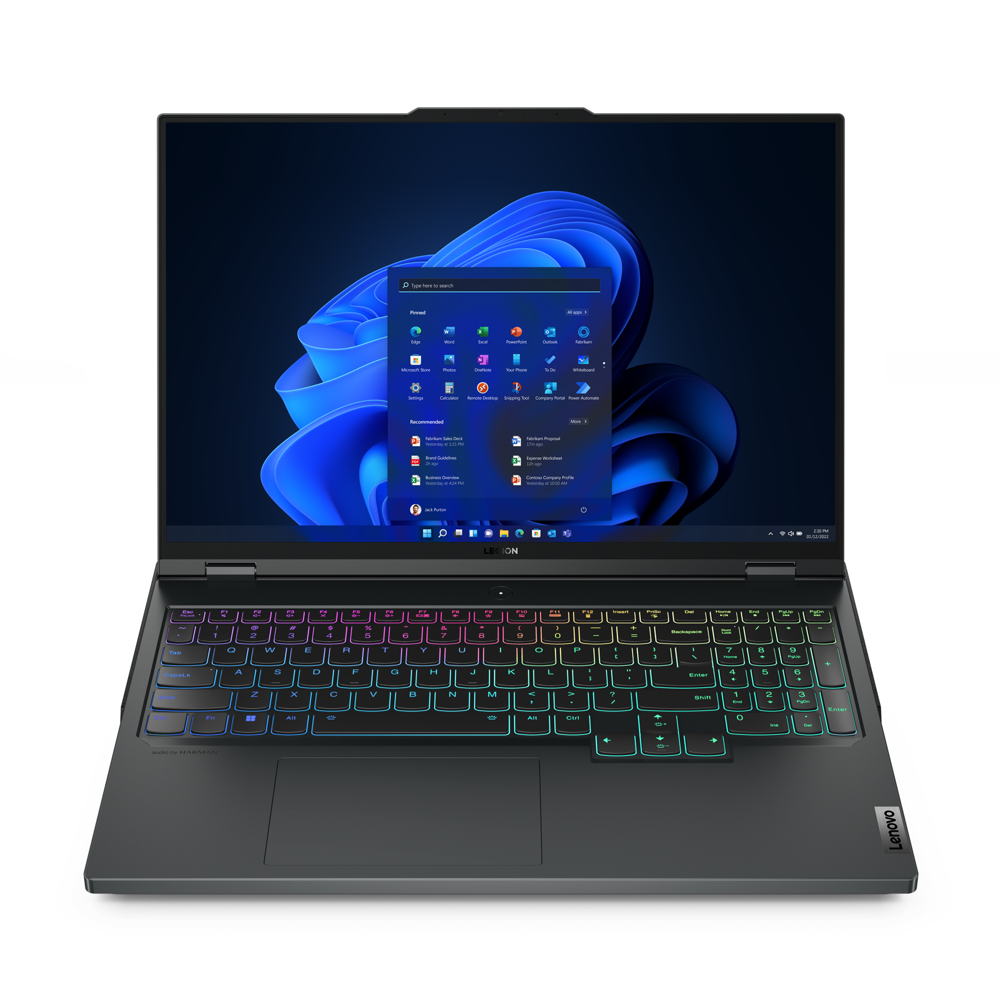 Type here to search
Pinned
All apps >
Edge Word Excel PowerPoint Outlook Fabrikam
Microsoft Store Photos OneNote Your Phone To Do Whiteboard
Settings Calculator Remote Desktop Snipping Tool Company Portal Power Automate
Recommended
More >
Fabrikam Sales Deck
Yesterday at 1:15 PM
Fabrikam Proposal
17m ago
PDF
Brand Guidelines
2h ago
Expense Worksheet
12h ago
Business Overview
Yesterday at 4:24 PM
Contoso Company Profile
Yesterday at 10:50 AM
Jack Purton
2:30 PM
01/12/2022
LEGION
Esc F1 F2 F3 F4 F5 F6 F7 F8 F9 F10 F11 F12 Insert PrtSc Del Home End PgUp PgDn
FnLock
~ ! @ # $ % ^ & * ( ) — + Backspace Num Lock / * -
` 1 2 3 4 5 6 7 8 9 0 - =
Tab Q W E R T Y U I O P { } | 7 8 9 +
[ ] \ Home PgUp
CapsLk A S D F G H J K L : " Enter 4 5 6
; '
Shift Z X C V B N M < > ? Shift 1 2 3 Enter
, . / End PgDn
Ctrl Fn Alt Alt Ctrl 0 .
Ins Del
audio by HARMAN
Lenovo